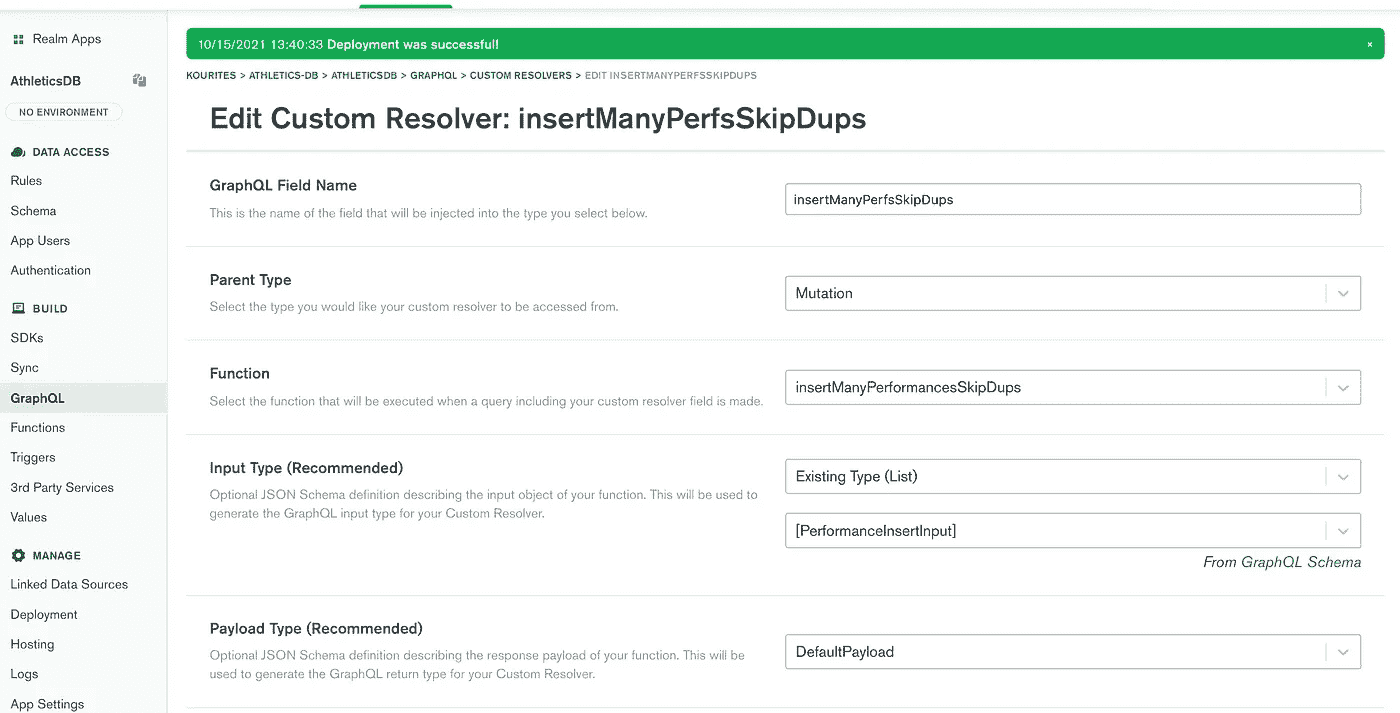 Realm Apps
AthleticsDB
NO ENVIRONMENT
DATA ACCESS
Rules
Schema
App Users
Authentication
BUILD
SDKs
Sync
GraphQL
Functions
Triggers
3rd Party Services
Values
MANAGE
Linked Data Sources
Deployment
Hosting
Logs
App Settings
10/15/2021 13:40:33 Deployment was successful!
×
KOURITES > ATHLETICS-DB > ATHLETICSDB > GRAPHQL > CUSTOM RESOLVERS > EDIT INSERTMANYPERFSSKIPDUPS
Edit Custom Resolver: insertManyPerfsSkipDups
GraphQL Field Name
This is the name of the field that will be injected into the type you select below.
insertManyPerfsSkipDups
Parent Type
Select the type you would like your custom resolver to be accessed from.
Mutation
Function
Select the function that will be executed when a query including your custom resolver field is made.
insertManyPerformancesSkipDups
Input Type (Recommended)
Optional JSON Schema definition describing the input object of your function. This will be used to
generate the GraphQL input type for your Custom Resolver.
Existing Type (List)
[PerformanceInsertInput]
From GraphQL Schema
Payload Type (Recommended)
Optional JSON Schema definition describing the response payload of your function. This will be
used to generate the GraphQL return type for your Custom Resolver.
DefaultPayload